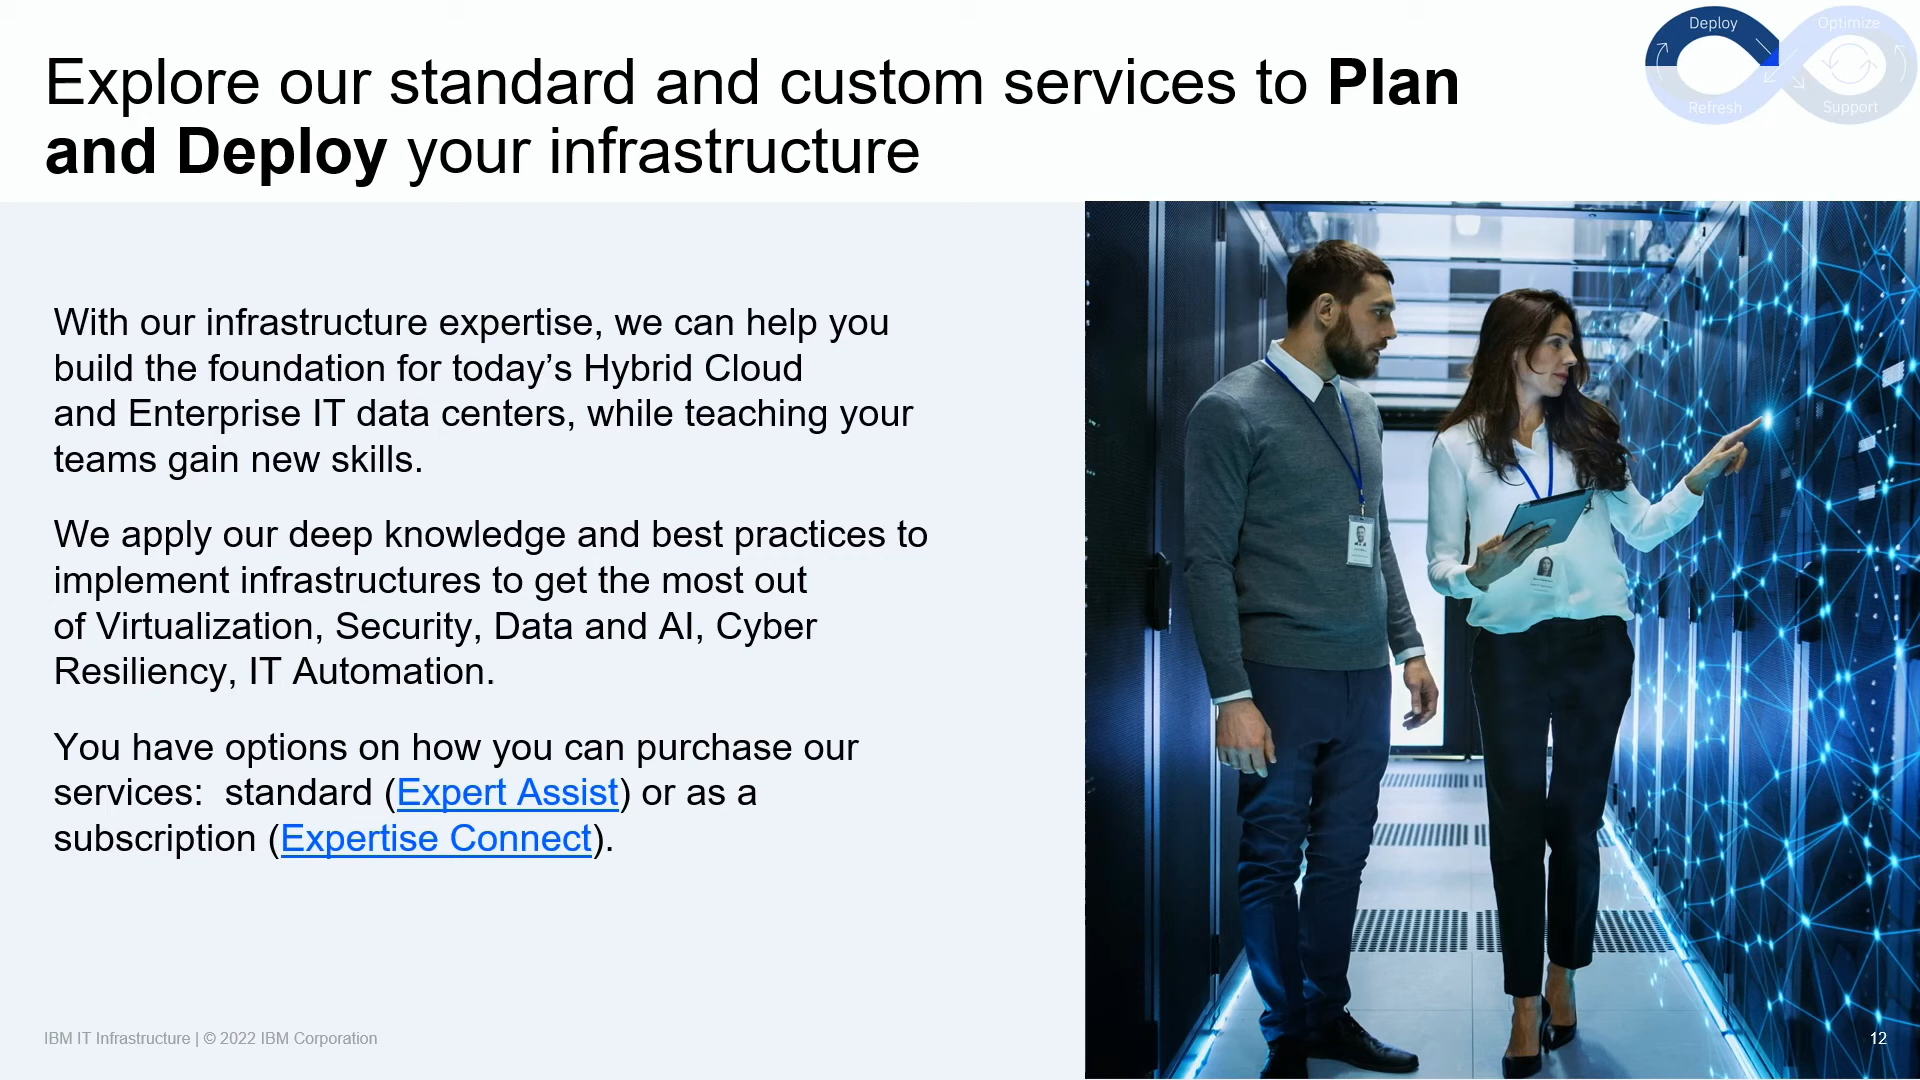 Deploy
Optimize
Refresh
Support
Explore our standard and custom services to Plan
and Deploy your infrastructure
With our infrastructure expertise, we can help you
build the foundation for today’s Hybrid Cloud
and Enterprise IT data centers, while teaching your
teams gain new skills.
We apply our deep knowledge and best practices to
implement infrastructures to get the most out
of Virtualization, Security, Data and AI, Cyber
Resiliency, IT Automation.
You have options on how you can purchase our
services:  standard (Expert Assist) or as a
subscription (Expertise Connect).
IBM IT Infrastructure | © 2022 IBM Corporation
12